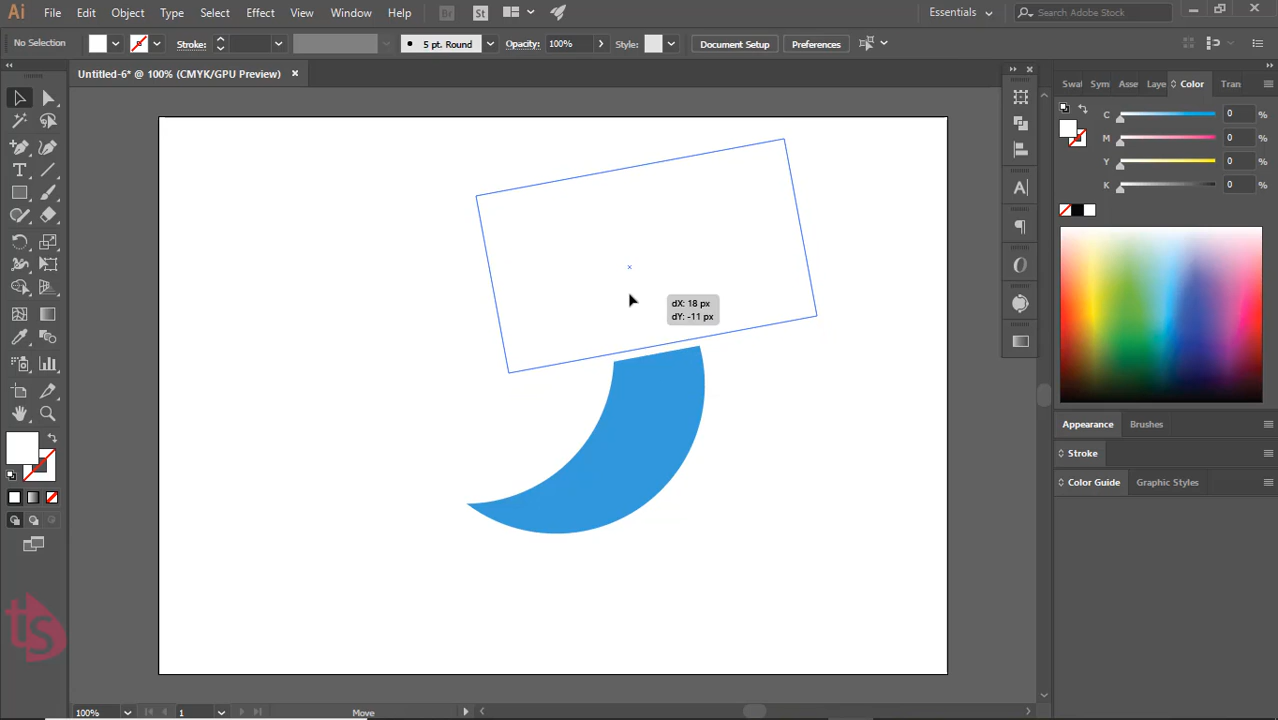 Ai File Edit Object Type Select Effect View Window Help Br St Essentials Search Adobe Stock
No Selection Stroke: 5 pt. Round Opacity: 100% Style: Document Setup Preferences
Untitled-6* @ 100% (CMYK/GPU Preview)
Swat Sym Asse Laye Color Tran
C 0 %
M 0 %
Y 0 %
K 0 %
dX: 18 px
dY: -11 px
Appearance Brushes
Stroke
Color Guide Graphic Styles
tis
100% 1 Move